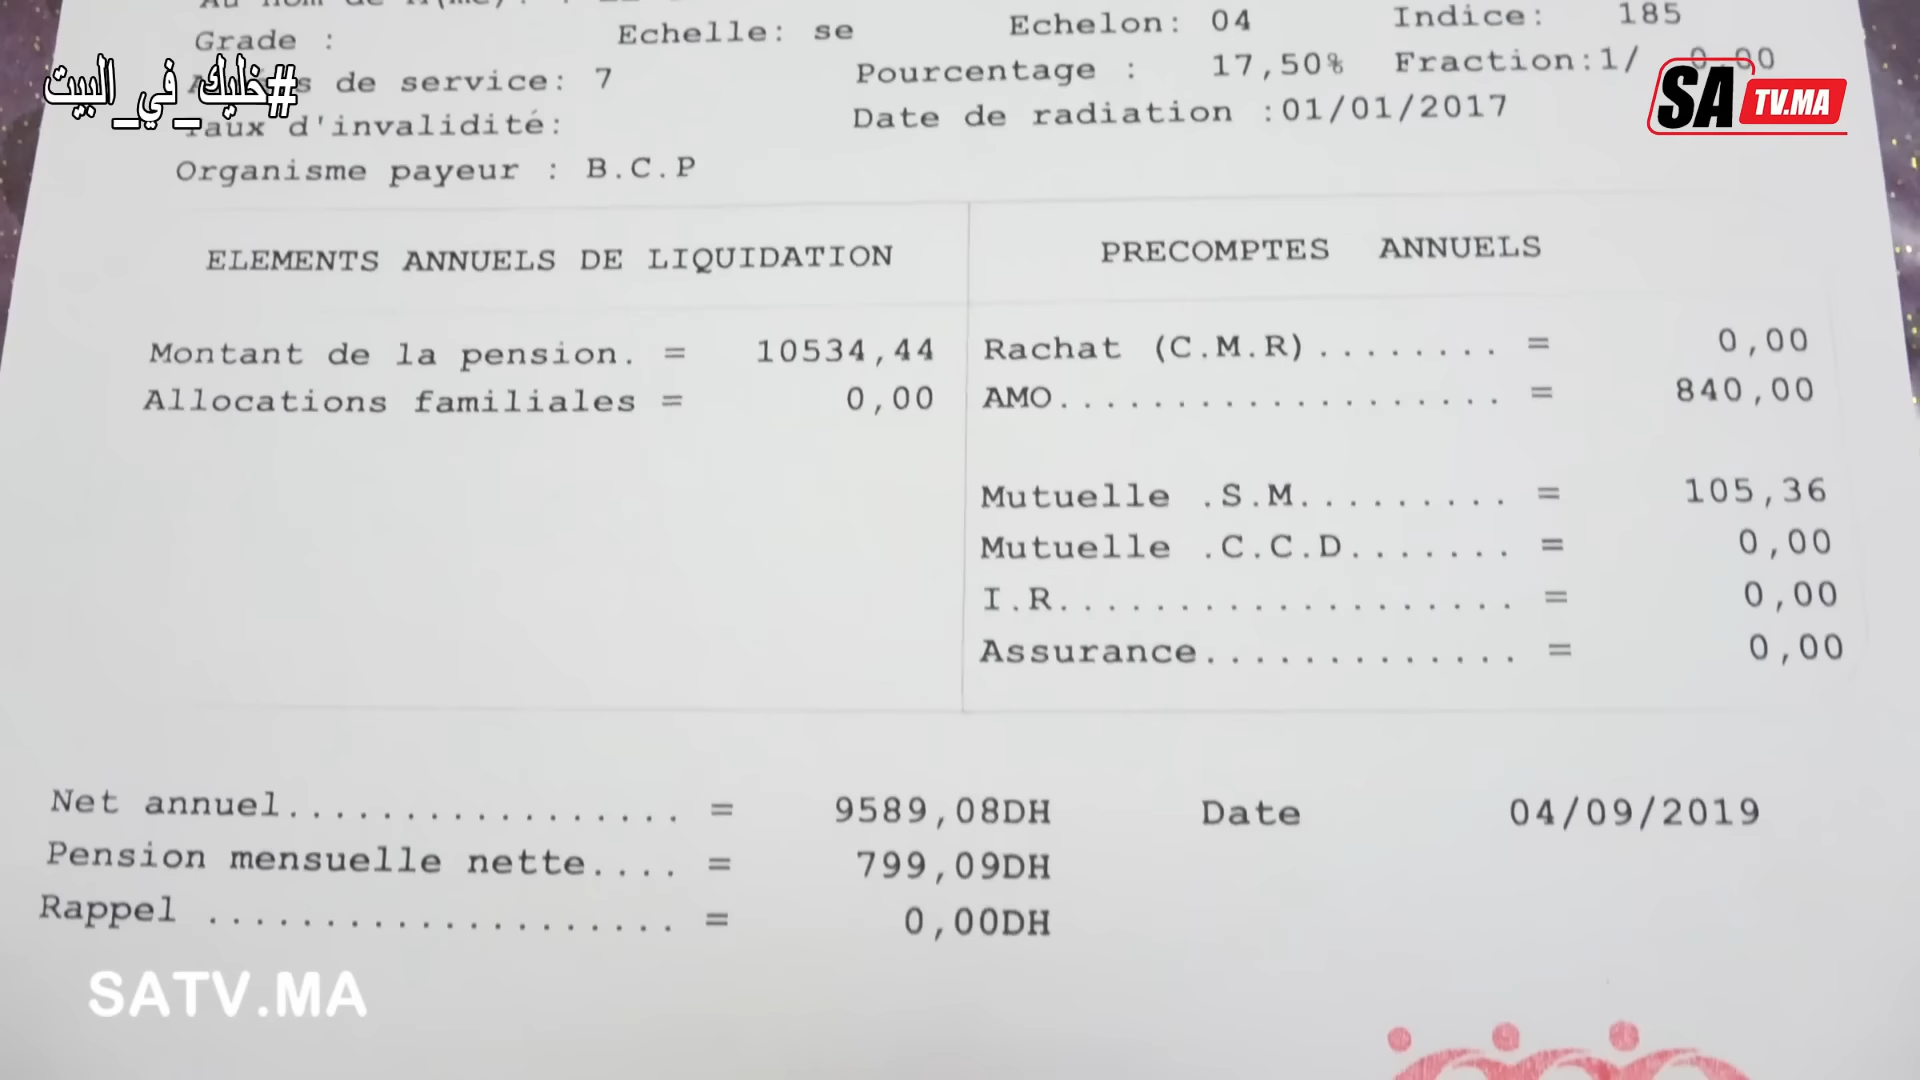 Grade :    Echelle: se    Echelon: 04    Indice: 185
de service: 7    Pourcentage : 17,50%    Fraction:1/ 0,00
#خليك_في_البيت
SA TV.MA
Taux d'invalidité:    Date de radiation :01/01/2017
Organisme payeur : B.C.P
ELEMENTS ANNUELS DE LIQUIDATION    PRECOMPTES ANNUELS
Montant de la pension. = 10534,44    Rachat (C.M.R)........ = 0,00
Allocations familiales = 0,00    AMO................... = 840,00
Mutuelle .S.M......... = 105,36
Mutuelle .C.C.D....... = 0,00
I.R................... = 0,00
Assurance............. = 0,00
Net annuel................. = 9589,08DH    Date 04/09/2019
Pension mensuelle nette.... = 799,09DH
Rappel .................... = 0,00DH
SATV.MA